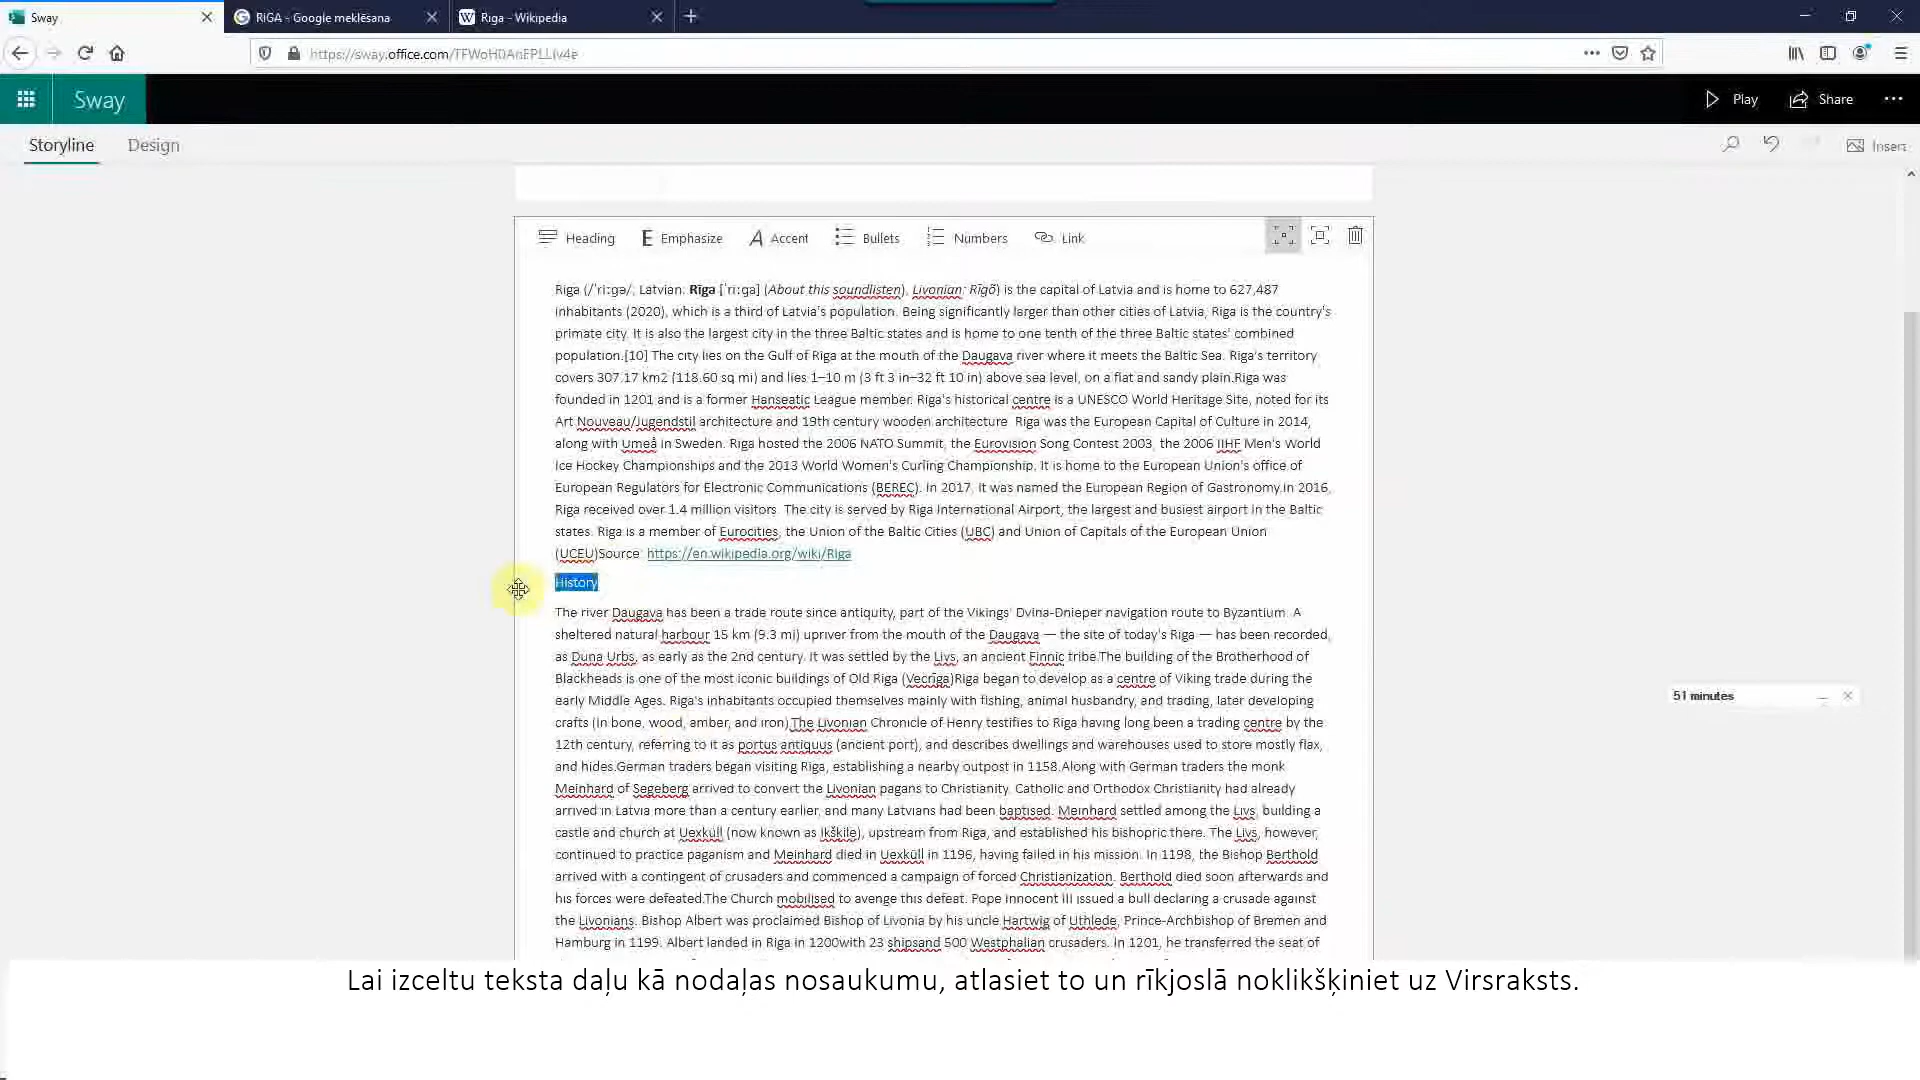 Sway
RIGA - Google meklēšana
Riga - Wikipedia
https://sway.office.com/TFWoH0AnEPLLiv4e
Sway
Play
Share
Storyline
Design
Insert
Heading
Emphasize
Accent
Bullets
Numbers
Link
Riga (/ˈriːɡə/; Latvian: Rīga [ˈriːɡa] (About this soundlisten), Livonian: Rīgõ) is the capital of Latvia and is home to 627,487
inhabitants (2020), which is a third of Latvia's population. Being significantly larger than other cities of Latvia, Riga is the country's
primate city. It is also the largest city in the three Baltic states and is home to one tenth of the three Baltic states' combined
population.[10] The city lies on the Gulf of Riga at the mouth of the Daugava river where it meets the Baltic Sea. Riga's territory
covers 307.17 km2 (118.60 sq mi) and lies 1–10 m (3 ft 3 in–32 ft 10 in) above sea level, on a flat and sandy plain.Riga was
founded in 1201 and is a former Hanseatic League member. Riga's historical centre is a UNESCO World Heritage Site, noted for its
Art Nouveau/Jugendstil architecture and 19th century wooden architecture. Riga was the European Capital of Culture in 2014,
along with Umeå in Sweden. Riga hosted the 2006 NATO Summit, the Eurovision Song Contest 2003, the 2006 IIHF Men's World
Ice Hockey Championships and the 2013 World Women's Curling Championship. It is home to the European Union's office of
European Regulators for Electronic Communications (BEREC). In 2017, it was named the European Region of Gastronomy.in 2016,
Riga received over 1.4 million visitors. The city is served by Riga International Airport, the largest and busiest airport in the Baltic
states. Riga is a member of Eurocities, the Union of the Baltic Cities (UBC) and Union of Capitals of the European Union
(UCEU)Source: https://en.wikipedia.org/wiki/Riga
History
The river Daugava has been a trade route since antiquity, part of the Vikings' Dvina-Dnieper navigation route to Byzantium. A
sheltered natural harbour 15 km (9.3 mi) upriver from the mouth of the Daugava — the site of today's Riga — has been recorded,
as Duna Urbs, as early as the 2nd century. It was settled by the Livs, an ancient Finnic tribe.The building of the Brotherhood of
Blackheads is one of the most iconic buildings of Old Riga (Vecrīga)Riga began to develop as a centre of Viking trade during the
early Middle Ages. Riga's inhabitants occupied themselves mainly with fishing, animal husbandry, and trading, later developing
crafts (in bone, wood, amber, and iron).The Livonian Chronicle of Henry testifies to Riga having long been a trading centre by the
12th century, referring to it as portus antiquus (ancient port), and describes dwellings and warehouses used to store mostly flax,
and hides.German traders began visiting Riga, establishing a nearby outpost in 1158.Along with German traders the monk
Meinhard of Segeberg arrived to convert the Livonian pagans to Christianity. Catholic and Orthodox Christianity had already
arrived in Latvia more than a century earlier, and many Latvians had been baptised. Meinhard settled among the Livs, building a
castle and church at Uexküll (now known as Ikšķile), upstream from Riga, and established his bishopric there. The Livs, however,
continued to practice paganism and Meinhard died in Uexküll in 1196, having failed in his mission. In 1198, the Bishop Berthold
arrived with a contingent of crusaders and commenced a campaign of forced Christianization. Berthold died soon afterwards and
his forces were defeated.The Church mobilised to avenge this defeat. Pope Innocent III issued a bull declaring a crusade against
the Livonians. Bishop Albert was proclaimed Bishop of Livonia by his uncle Hartwig of Uthlede, Prince-Archbishop of Bremen and
Hamburg in 1199. Albert landed in Riga in 1200with 23 shipsand 500 Westphalian crusaders. In 1201, he transferred the seat of
51 minutes
Lai izceltu teksta daļu kā nodaļas nosaukumu, atlasiet to un rīkjoslā noklikšķiniet uz Virsraksts.